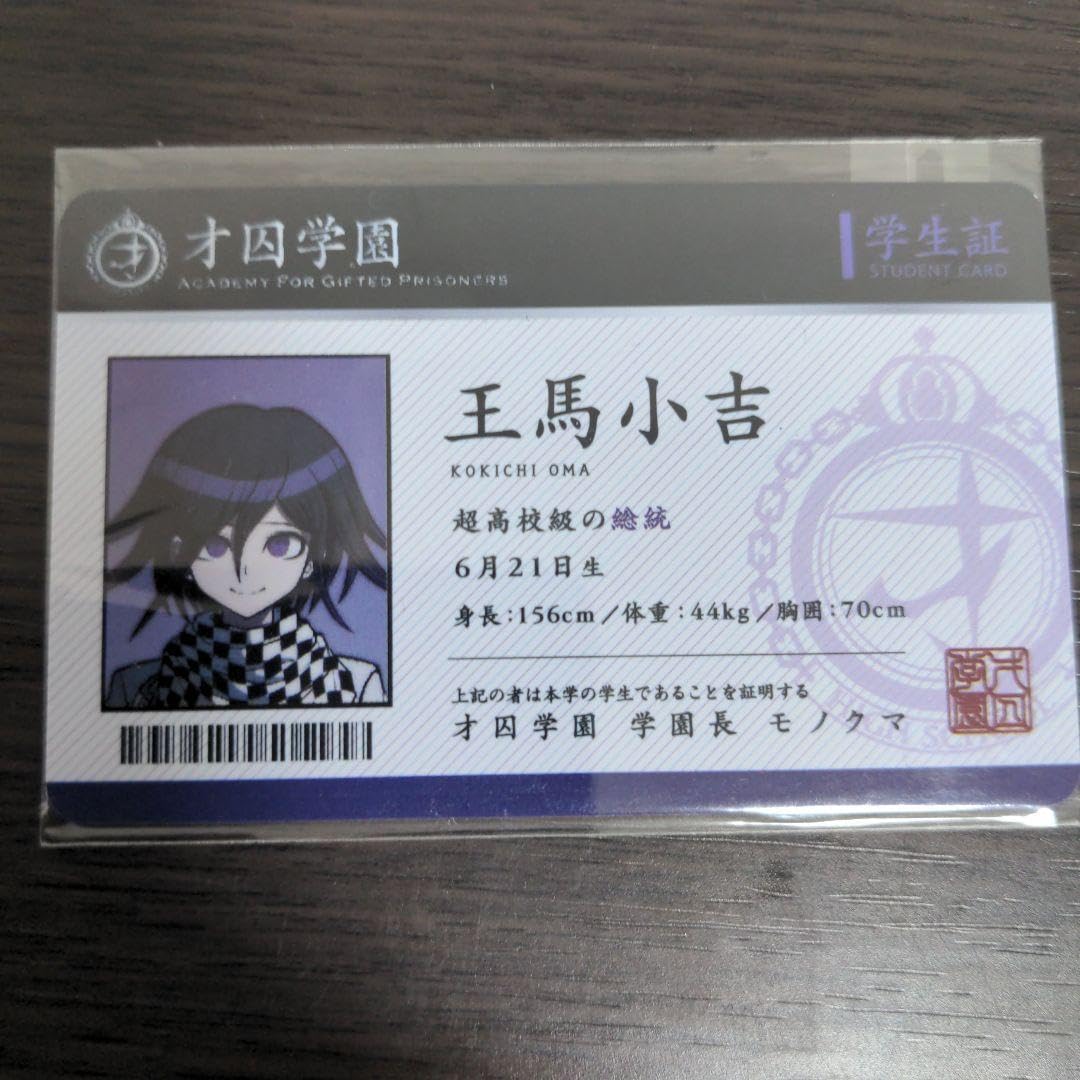 才囚学園
ACADEMY FOR GIFTED PRISONERS
学生証
STUDENT CARD
王馬小吉
KOKICHI OMA
超高校級の総統
6月21日生
身長:156cm/体重:44kg/胸囲:70cm
上記の者は本学の学生であることを証明する
才囚学園 学園長 モノクマ